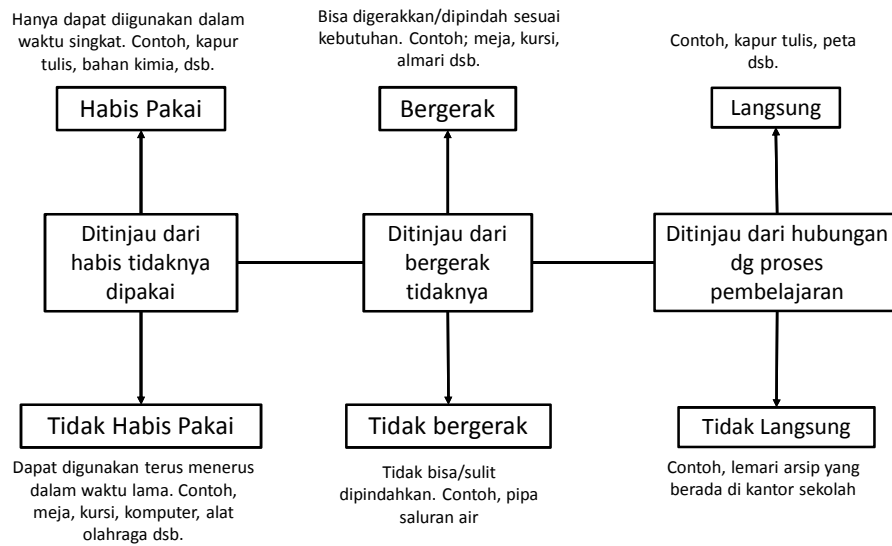 Hanya dapat diigunakan dalam
waktu singkat. Contoh, kapur
tulis, bahan kimia, dsb.
Habis Pakai
Bisa digerakkan/dipindah sesuai
kebutuhan. Contoh; meja, kursi,
almari dsb.
Bergerak
Contoh, kapur tulis, peta
dsb.
Langsung
Ditinjau dari
habis tidaknya
dipakai
Ditinjau dari
bergerak
tidaknya
Ditinjau dari hubungan
dg proses
pembelajaran
Tidak Habis Pakai
Dapat digunakan terus menerus
dalam waktu lama. Contoh,
meja, kursi, komputer, alat
olahraga dsb.
Tidak bergerak
Tidak bisa/sulit
dipindahkan. Contoh, pipa
saluran air
Tidak Langsung
Contoh, lemari arsip yang
berada di kantor sekolah